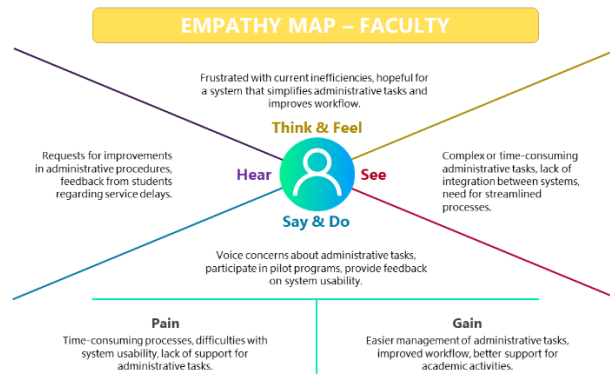 EMPATHY MAP – FACULTY
Frustrated with current inefficiencies, hopeful for
a system that simplifies administrative tasks and
improves workflow.
Think & Feel
Requests for improvements
in administrative procedures,
feedback from students
regarding service delays.
Hear
See
Complex or time-consuming
administrative tasks, lack of
integration between systems,
need for streamlined
processes.
Say & Do
Voice concerns about administrative tasks,
participate in pilot programs, provide feedback
on system usability.
Pain
Time-consuming processes, difficulties with
system usability, lack of support for
administrative tasks.
Gain
Easier management of administrative tasks,
improved workflow, better support for
academic activities.